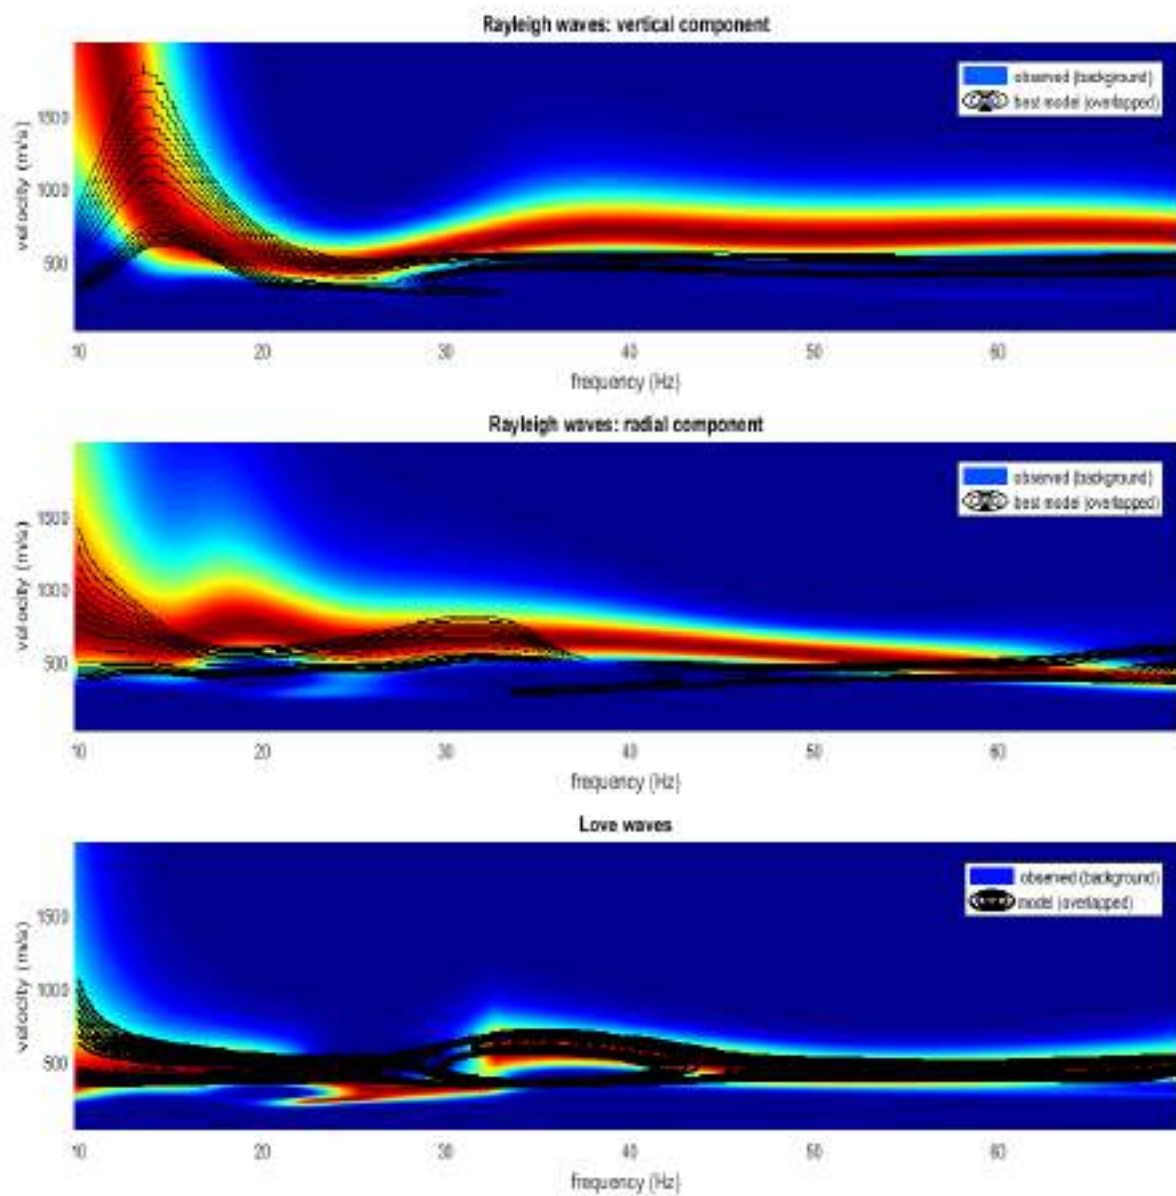 Rayleigh waves: vertical component
observed (background)
best model (overlapped)
velocity (m/s)
1500
1000
500
10 20 30 40 50 60
frequency (Hz)
Rayleigh waves: radial component
observed (background)
best model (overlapped)
velocity (m/s)
1500
1000
500
10 20 30 40 50 60
frequency (Hz)
Love waves
observed (background)
model (overlapped)
velocity (m/s)
1500
1000
500
10 20 30 40 50 60
frequency (Hz)